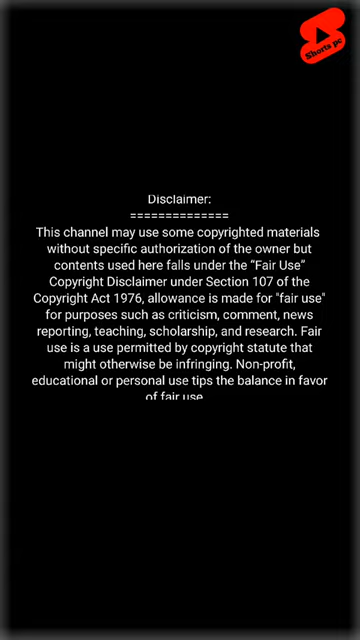 Shorts pc
Disclaimer:
==============
This channel may use some copyrighted materials
without specific authorization of the owner but
contents used here falls under the “Fair Use”
Copyright Disclaimer under Section 107 of the
Copyright Act 1976, allowance is made for "fair use"
for purposes such as criticism, comment, news
reporting, teaching, scholarship, and research. Fair
use is a use permitted by copyright statute that
might otherwise be infringing. Non-profit,
educational or personal use tips the balance in favor
of fair use